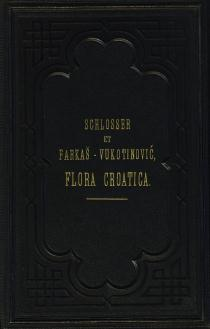 SCHLOSSER
ET
FARKAŠ-VUKOTINOVIĆ,
FLORA CROATICA.